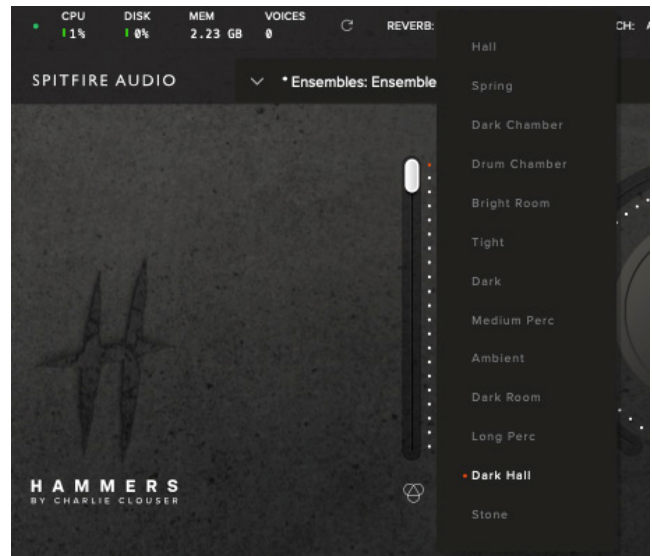 CPU DISK MEM VOICES
1% 0% 2.23 GB 0
REVERB:
CH:
SPITFIRE AUDIO
* Ensembles: Ensemble
Hall
Spring
Dark Chamber
Drum Chamber
Bright Room
Tight
Dark
Medium Perc
Ambient
Dark Room
Long Perc
Dark Hall
Stone
HAMMERS
BY CHARLIE CLOUSER